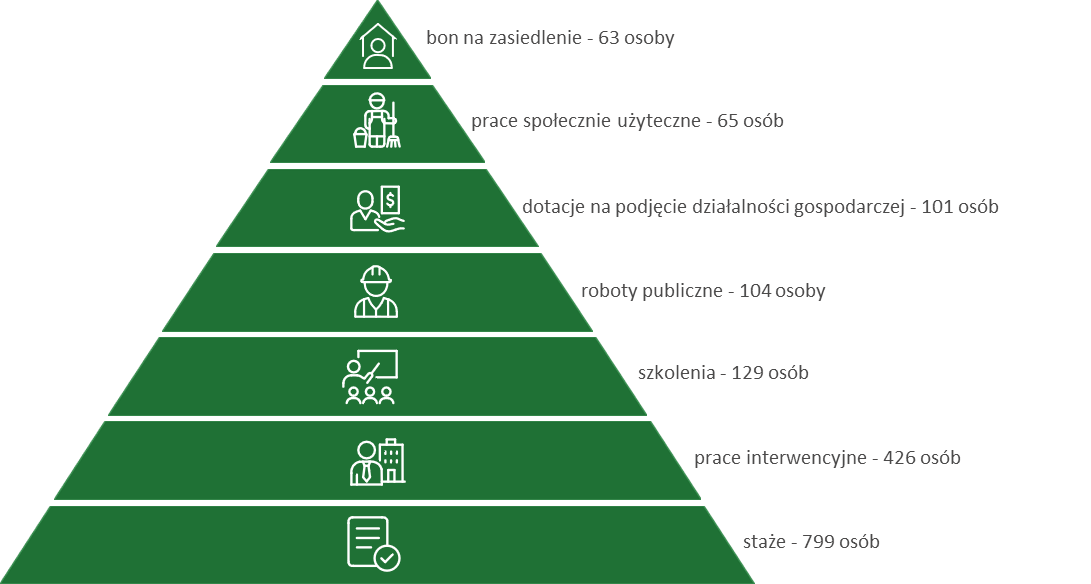 bon na zasiedlenie - 63 osoby
prace społecznie użyteczne - 65 osób
$
dotacje na podjęcie działalności gospodarczej - 101 osób
roboty publiczne - 104 osoby
szkolenia - 129 osób
prace interwencyjne - 426 osób
staże - 799 osób